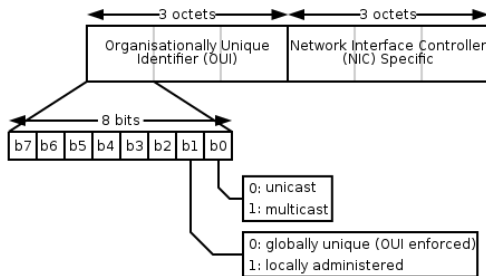 3 octets
3 octets
Organisationally Unique
Identifier (OUI)
Network Interface Controller
(NIC) Specific
8 bits
b7 b6 b5 b4 b3 b2 b1 b0
0: unicast
1: multicast
0: globally unique (OUI enforced)
1: locally administered